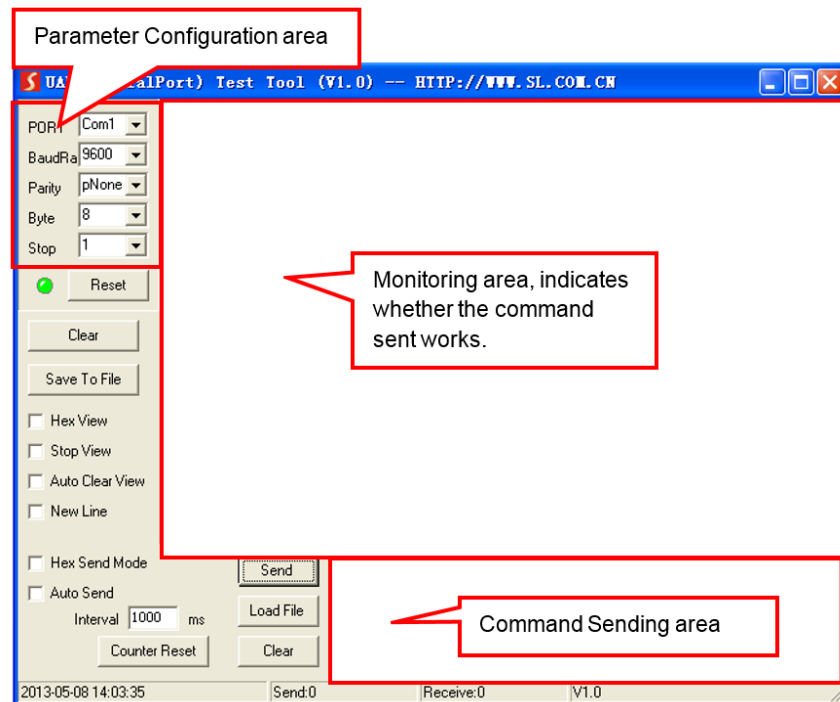 Parameter Configuration area
alPort) Test Tool (V1.0) -- HTTP://WWW.SL.COM.CN
PORT Com1
BaudRa 9600
Parity pNone
Byte 8
Stop 1
Reset
Monitoring area, indicates
whether the command
sent works.
Clear
Save To File
Hex View
Stop View
Auto Clear View
New Line
Hex Send Mode
Send
Auto Send
Interval 1000 ms
Load File
Command Sending area
Counter Reset
Clear
2013-05-08 14:03:35 Send:0 Receive:0 V1.0